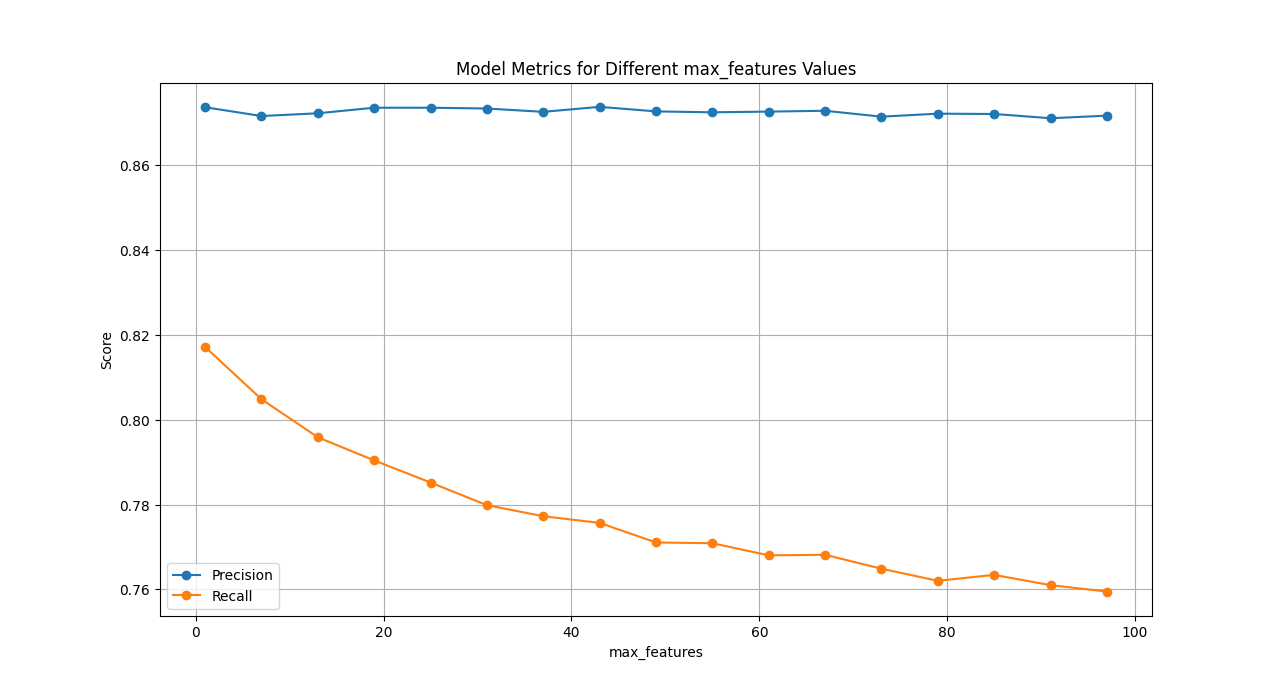 Model Metrics for Different max_features Values
Score
0.86
0.84
0.82
0.80
0.78
0.76
Precision
Recall
0 20 40 60 80 100
max_features